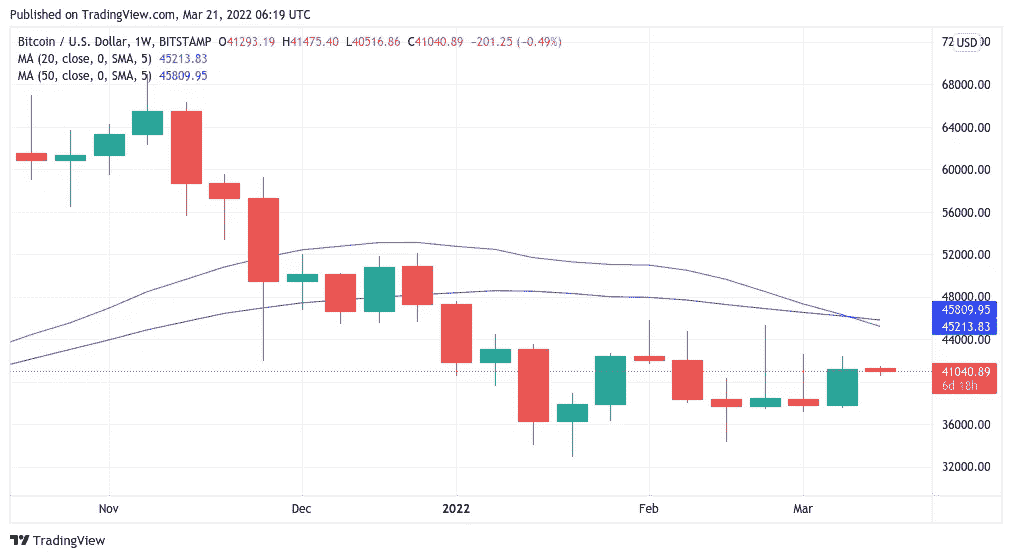 Published on TradingView.com, Mar 21, 2022 06:19 UTC
Bitcoin / U.S. Dollar, 1W, BITSTAMP O41293.19 H41475.40 L40516.86 C41040.89 −201.25 (−0.49%)
MA (20, close, 0, SMA, 5) 45213.83
MA (50, close, 0, SMA, 5) 45809.95
USD
68000.00
64000.00
60000.00
56000.00
52000.00
48000.00
45809.95
45213.83
44000.00
41040.89
6d 18h
36000.00
32000.00
Nov Dec 2022 Feb Mar
TradingView